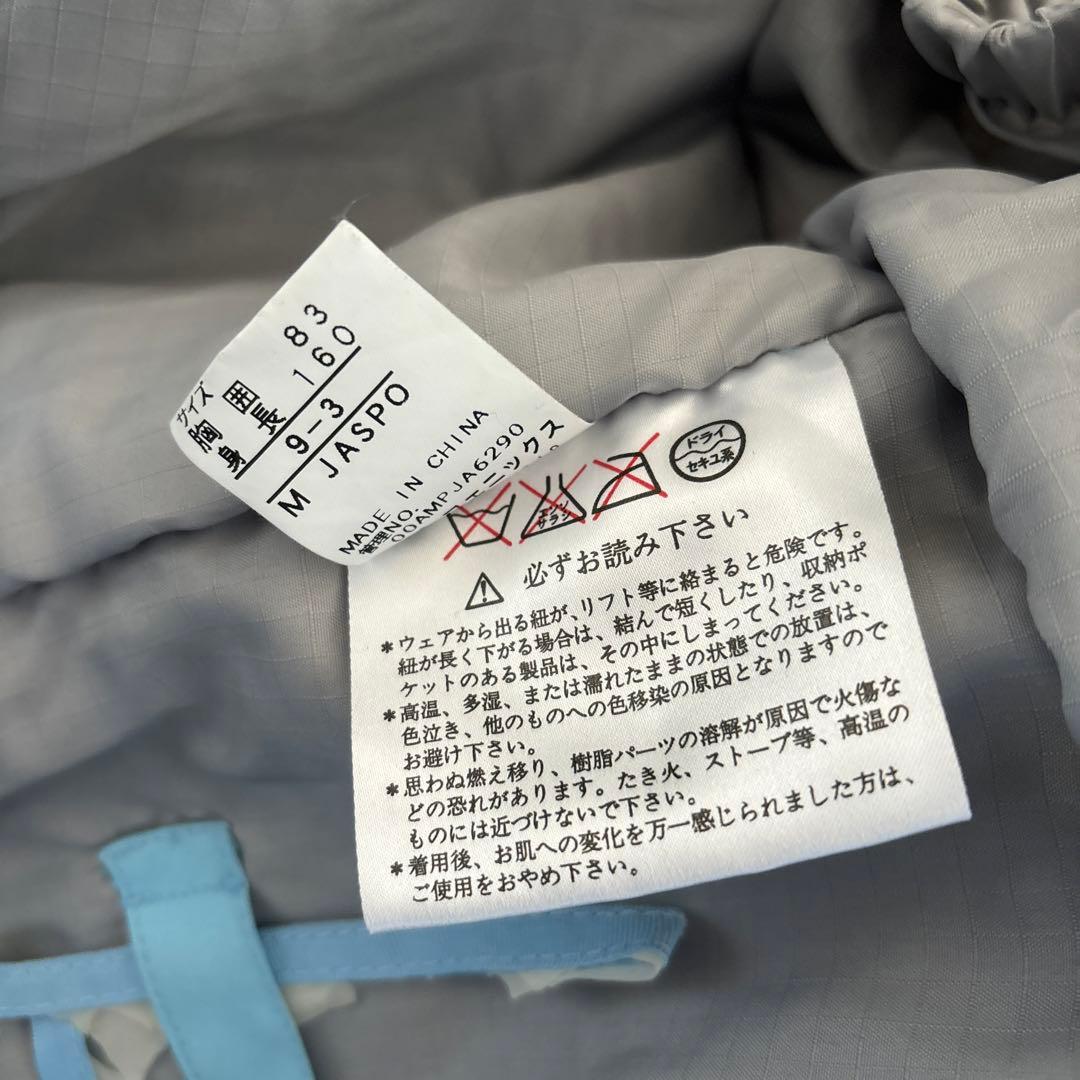 サイズ
胸囲 83
身長 160
9-3
M JASPO
MADE IN CHINA
管理NO.
00AMPJA6290
ニックス
エンソ
サラシ
ドライ
セキユ系
必ずお読み下さい
*ウェアから出る紐が、リフト等に絡まると危険です。
紐が長く下がる場合は、結んで短くしたり、収納ポ
ケットのある製品は、その中にしまってください。
*高温、多湿、または濡れたままの状態での放置は、
色泣き、他のものへの色移染の原因となりますので
お避け下さい。
*思わぬ燃え移り、樹脂パーツの溶解が原因で火傷な
どの恐れがあります。たき火、ストーブ等、高温の
ものには近づけないで下さい。
*着用後、お肌への変化を万一感じられました方は、
ご使用をおやめ下さい。